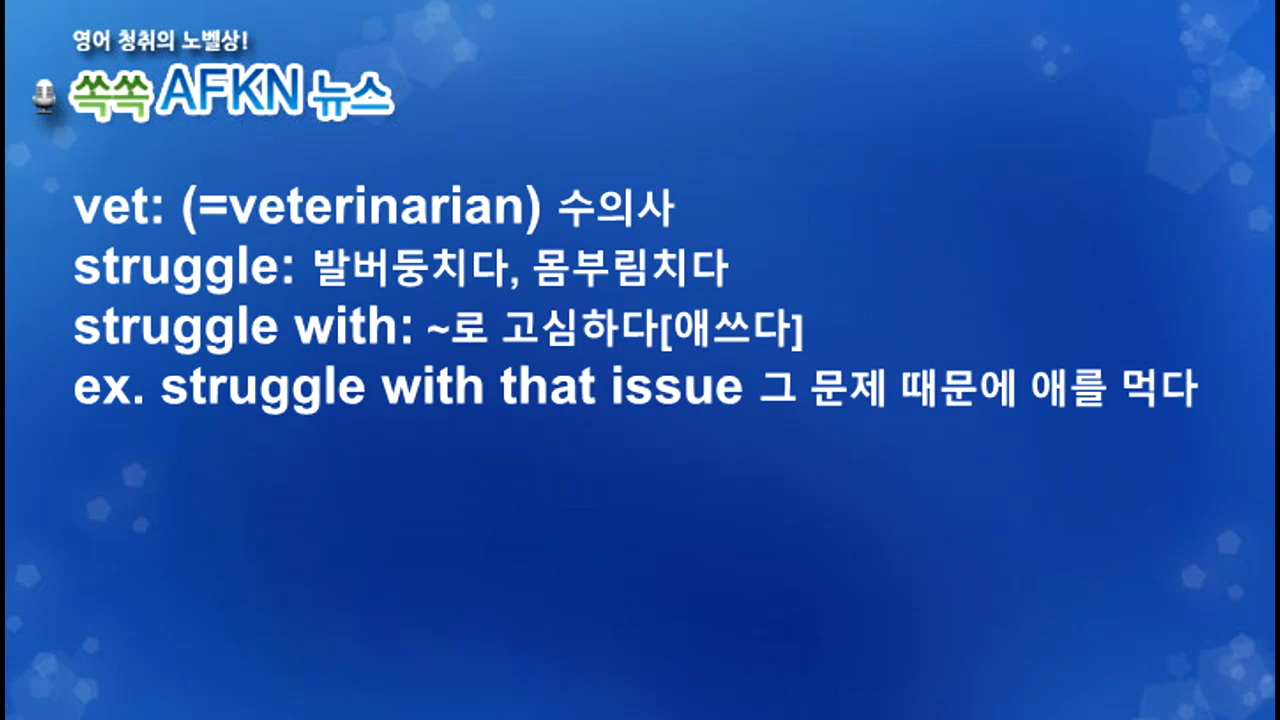 영어 청취의 노벨상!
쏙쏙 AFKN 뉴스
vet: (=veterinarian) 수의사
struggle: 발버둥치다, 몸부림치다
struggle with: ~로 고심하다[애쓰다]
ex. struggle with that issue 그 문제 때문에 애를 먹다